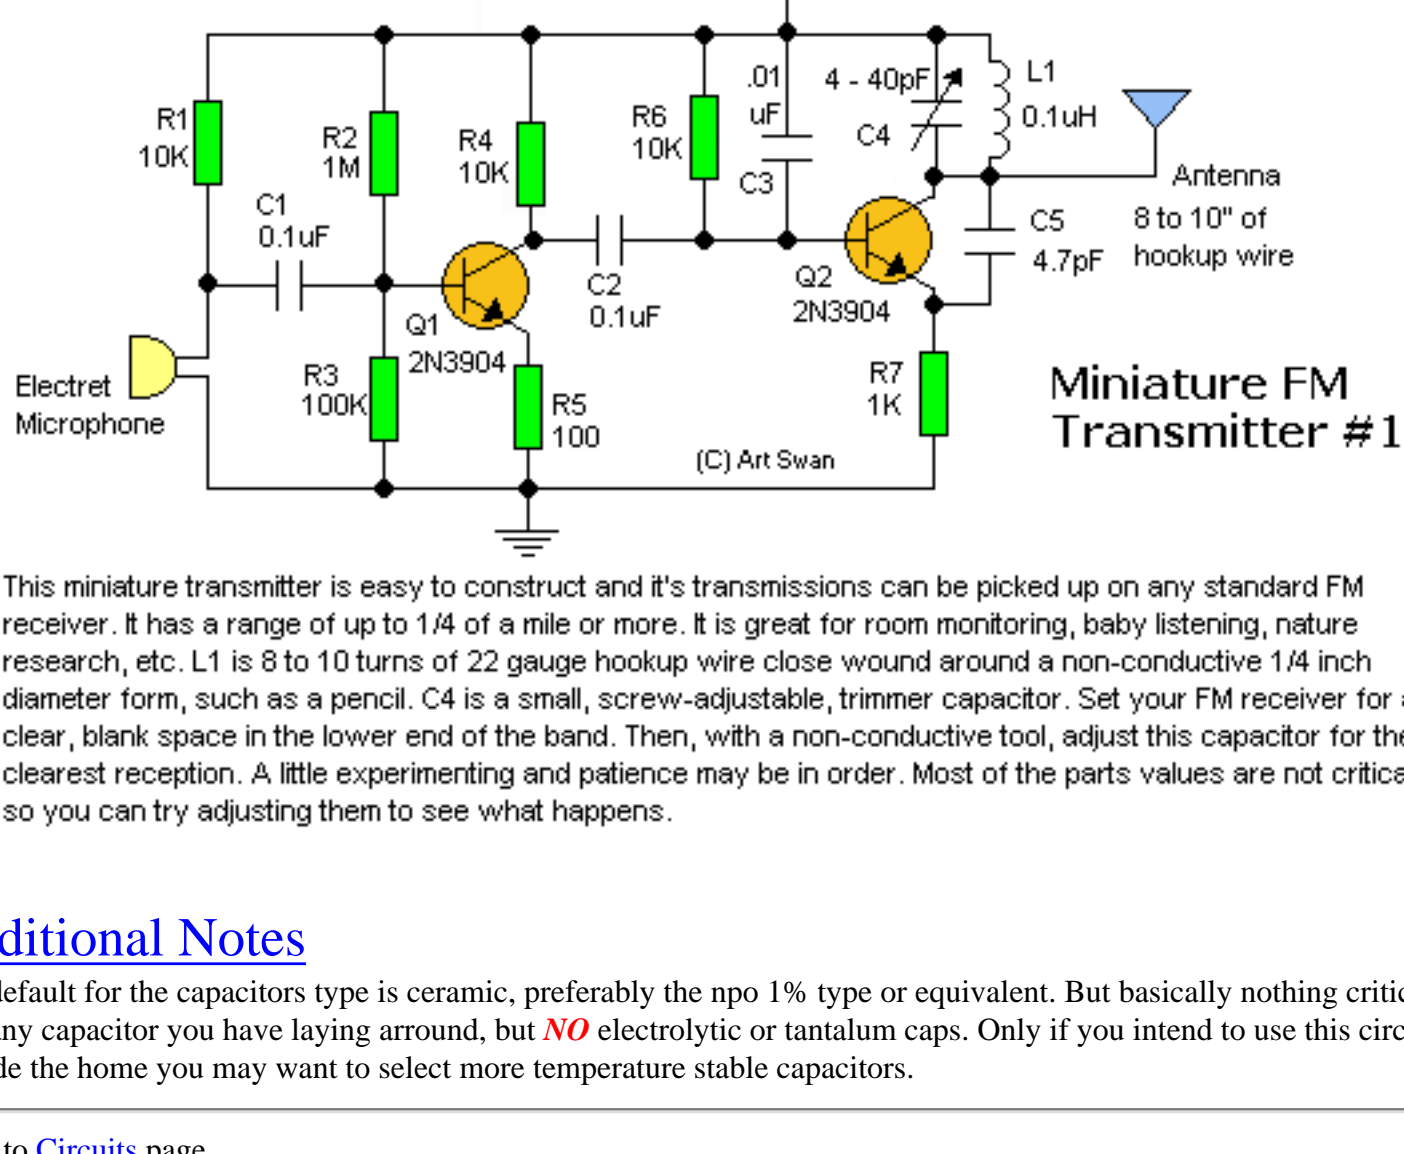 R1
10K
R2
1M
R4
10K
R6
10K
.01
uF
C3
4 - 40pF
C4
L1
0.1uH
Antenna
8 to 10" of
hookup wire
C1
0.1uF
C2
0.1uF
C5
4.7pF
Q1
2N3904
Q2
2N3904
Electret
Microphone
R3
100K
R5
100
R7
1K
(C) Art Swan
Miniature FM
Transmitter #1
This miniature transmitter is easy to construct and it's transmissions can be picked up on any standard FM
receiver. It has a range of up to 1/4 of a mile or more. It is great for room monitoring, baby listening, nature
research, etc. L1 is 8 to 10 turns of 22 gauge hookup wire close wound around a non-conductive 1/4 inch
diameter form, such as a pencil. C4 is a small, screw-adjustable, trimmer capacitor. Set your FM receiver for a
clear, blank space in the lower end of the band. Then, with a non-conductive tool, adjust this capacitor for the
clearest reception. A little experimenting and patience may be in order. Most of the parts values are not critica
so you can try adjusting them to see what happens.
ditional Notes
default for the capacitors type is ceramic, preferably the npo 1% type or equivalent. But basically nothing critic
any capacitor you have laying arround, but NO electrolytic or tantalum caps. Only if you intend to use this circ
de the home you may want to select more temperature stable capacitors.
to Circuits page